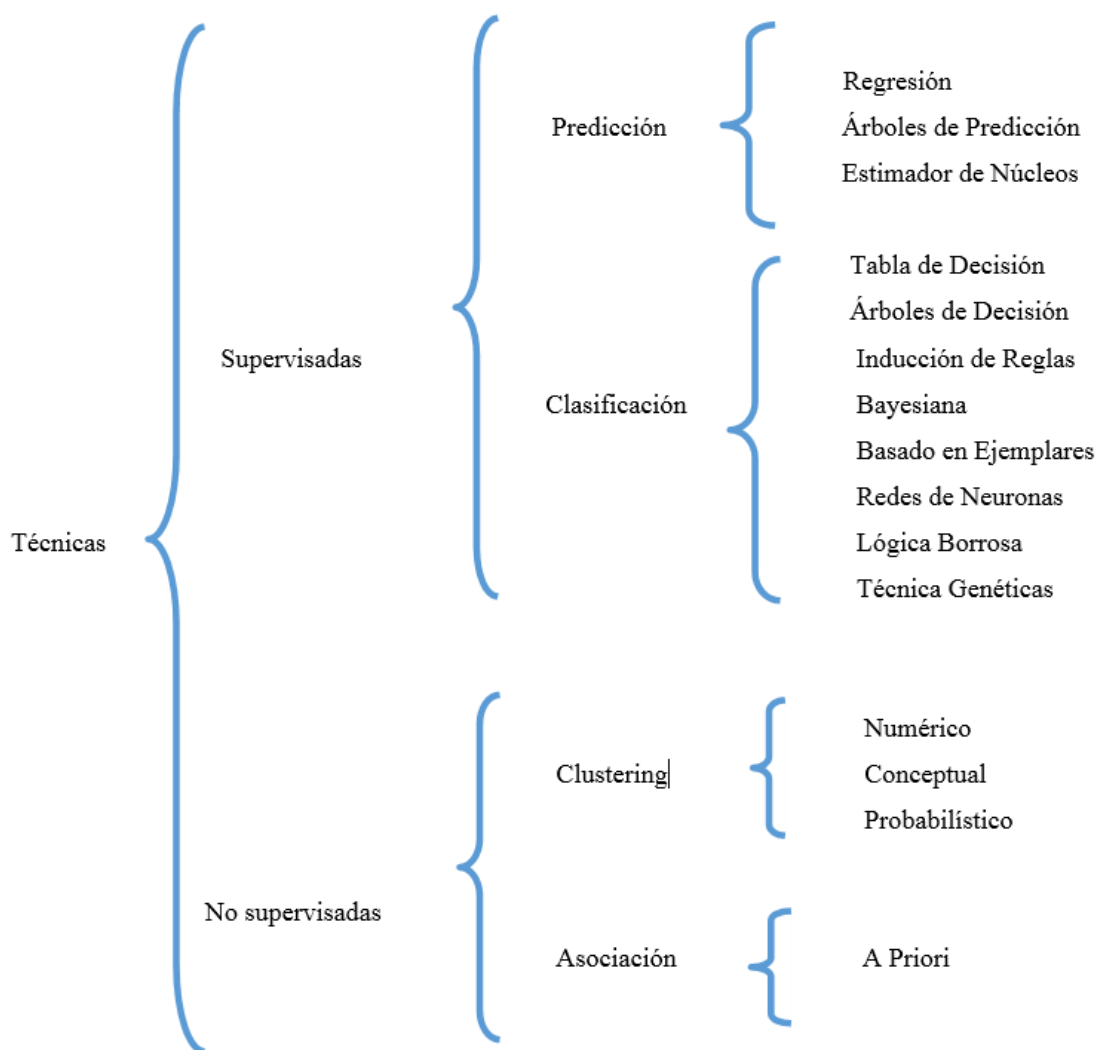 Técnicas
Supervisadas
Predicción
Regresión
Árboles de Predicción
Estimador de Núcleos
Clasificación
Tabla de Decisión
Árboles de Decisión
Inducción de Reglas
Bayesiana
Basado en Ejemplares
Redes de Neuronas
Lógica Borrosa
Técnica Genéticas
No supervisadas
Clustering
Numérico
Conceptual
Probabilístico
Asociación
A Priori